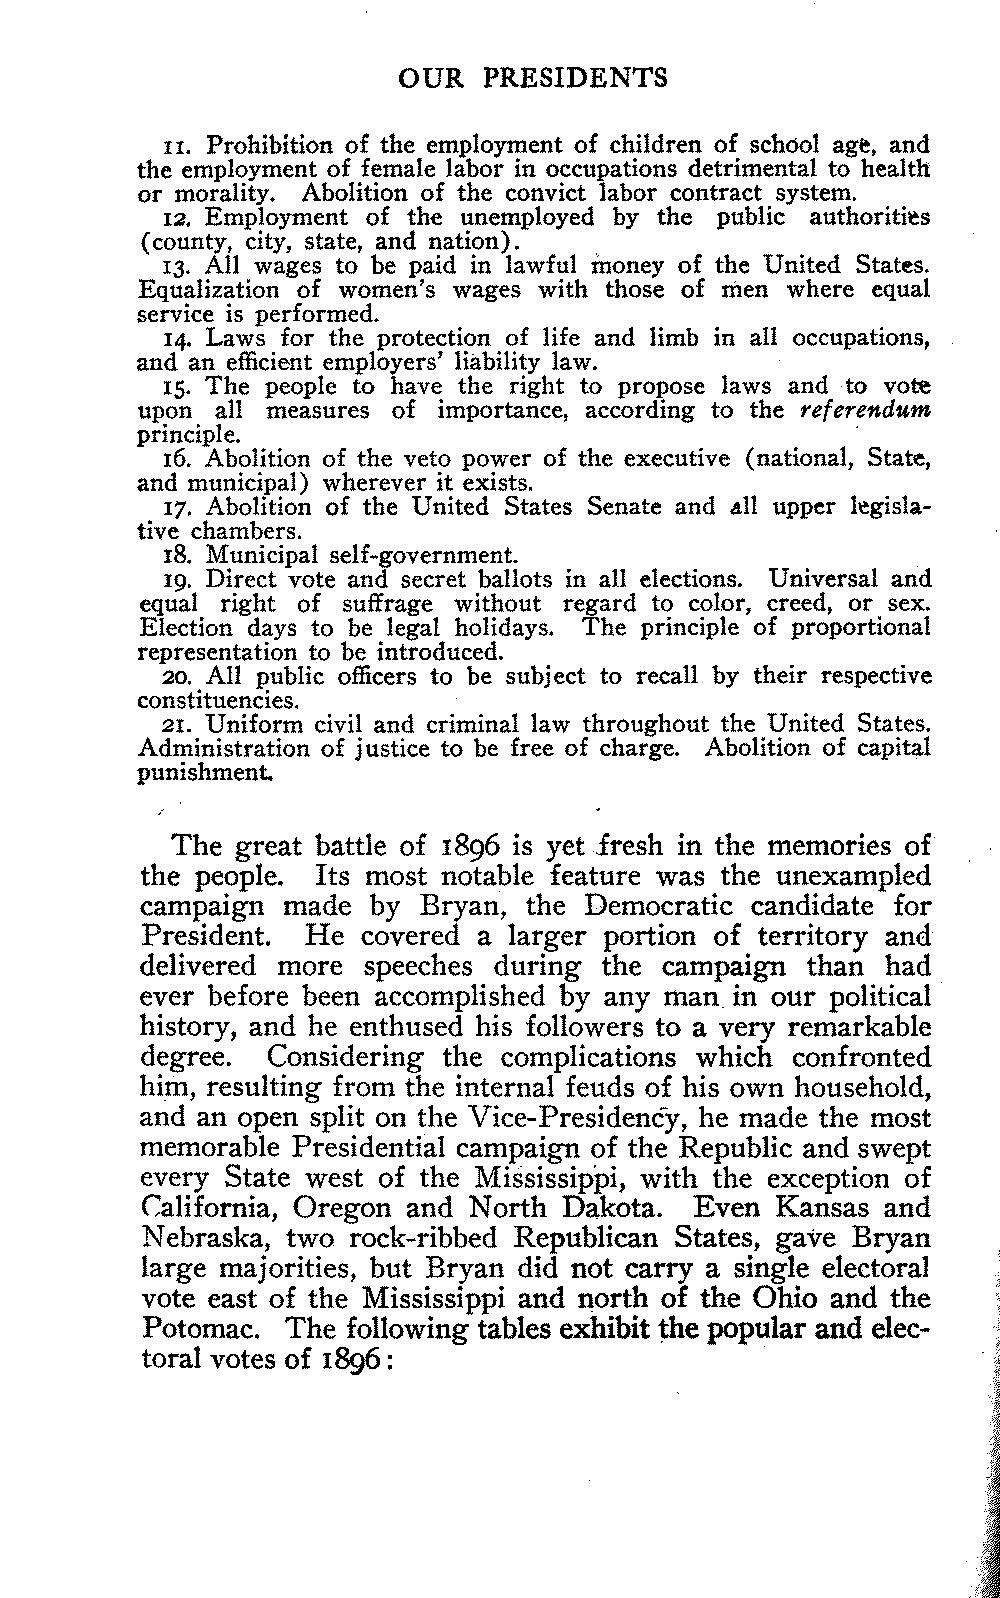 OUR PRESIDENTS
11. Prohibition of the employment of children of school age, and
the employment of female labor in occupations detrimental to health
or morality. Abolition of the convict labor contract system.
12. Employment of the unemployed by the public authorities
(county, city, state, and nation).
13. All wages to be paid in lawful money of the United States.
Equalization of women's wages with those of men where equal
service is performed.
14. Laws for the protection of life and limb in all occupations,
and an efficient employers' liability law.
15. The people to have the right to propose laws and to vote
upon all measures of importance, according to the referendum
principle.
16. Abolition of the veto power of the executive (national, State,
and municipal) wherever it exists.
17. Abolition of the United States Senate and all upper legisla-
tive chambers.
18. Municipal self-government.
19. Direct vote and secret ballots in all elections. Universal and
equal right of suffrage without regard to color, creed, or sex.
Election days to be legal holidays. The principle of proportional
representation to be introduced.
20. All public officers to be subject to recall by their respective
constituencies.
21. Uniform civil and criminal law throughout the United States.
Administration of justice to be free of charge. Abolition of capital
punishment.
The great battle of 1896 is yet fresh in the memories of
the people. Its most notable feature was the unexampled
campaign made by Bryan, the Democratic candidate for
President. He covered a larger portion of territory and
delivered more speeches during the campaign than had
ever before been accomplished by any man in our political
history, and he enthused his followers to a very remarkable
degree. Considering the complications which confronted
him, resulting from the internal feuds of his own household,
and an open split on the Vice-Presidency, he made the most
memorable Presidential campaign of the Republic and swept
every State west of the Mississippi, with the exception of
California, Oregon and North Dakota. Even Kansas and
Nebraska, two rock-ribbed Republican States, gave Bryan
large majorities, but Bryan did not carry a single electoral
vote east of the Mississippi and north of the Ohio and the
Potomac. The following tables exhibit the popular and elec-
toral votes of 1896: